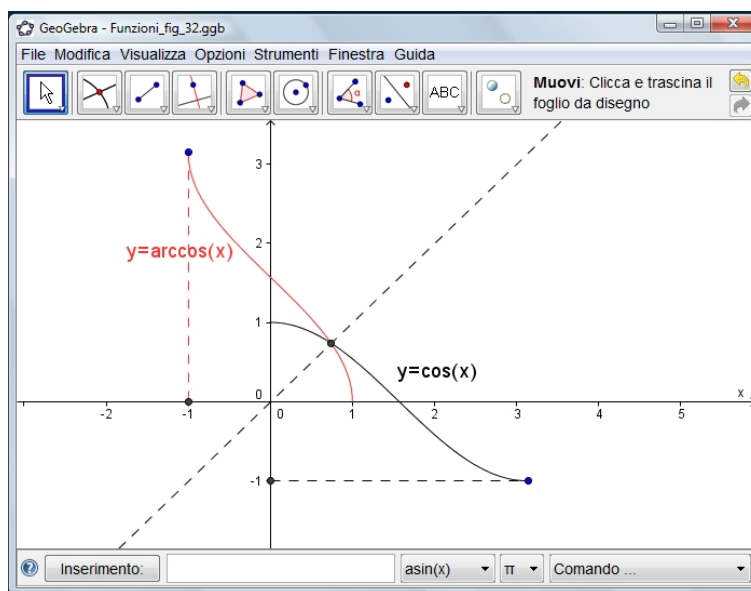 GeoGebra - Funzioni_fig_32.ggb
File Modifica Visualizza Opzioni Strumenti Finestra Guida
ABC
α
Muovi: Clicca e trascina il
foglio da disegno
3
y=arccos(x)
2
1
y=cos(x)
0
x
-2 -1 0 1 2 3 4 5
-1
Inserimento: asin(x) π Comando ...